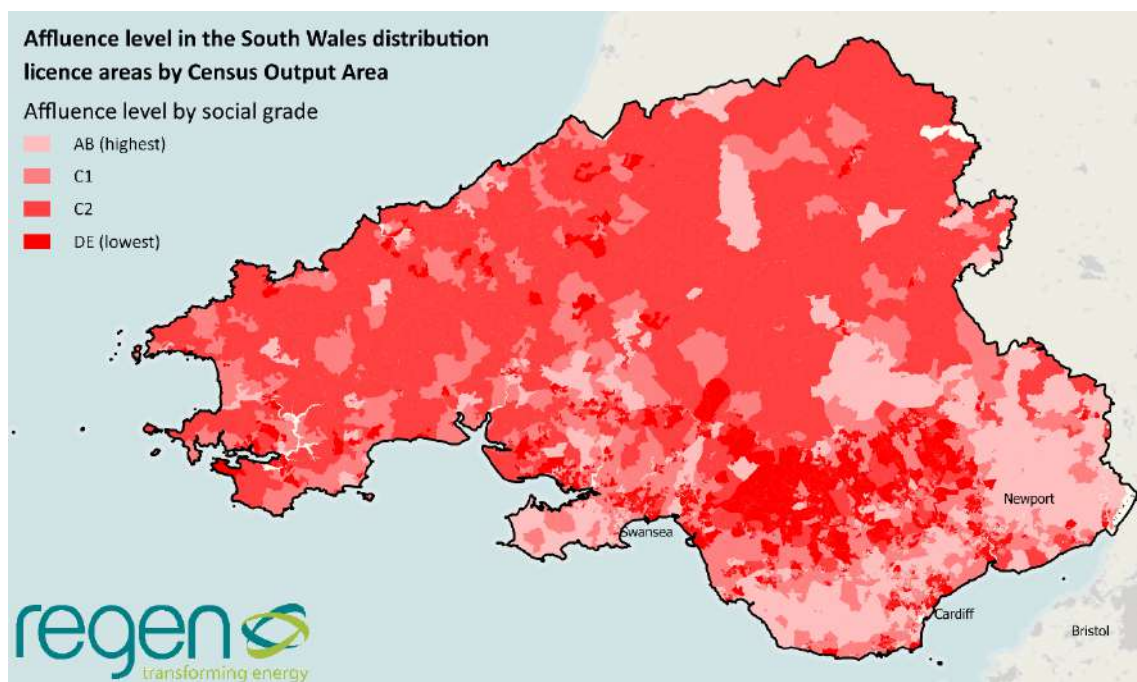 Affluence level in the South Wales distribution
licence areas by Census Output Area
Affluence level by social grade
AB (highest)
C1
C2
DE (lowest)
Newport
Swansea
Cardiff
Bristol
regen
transforming energy